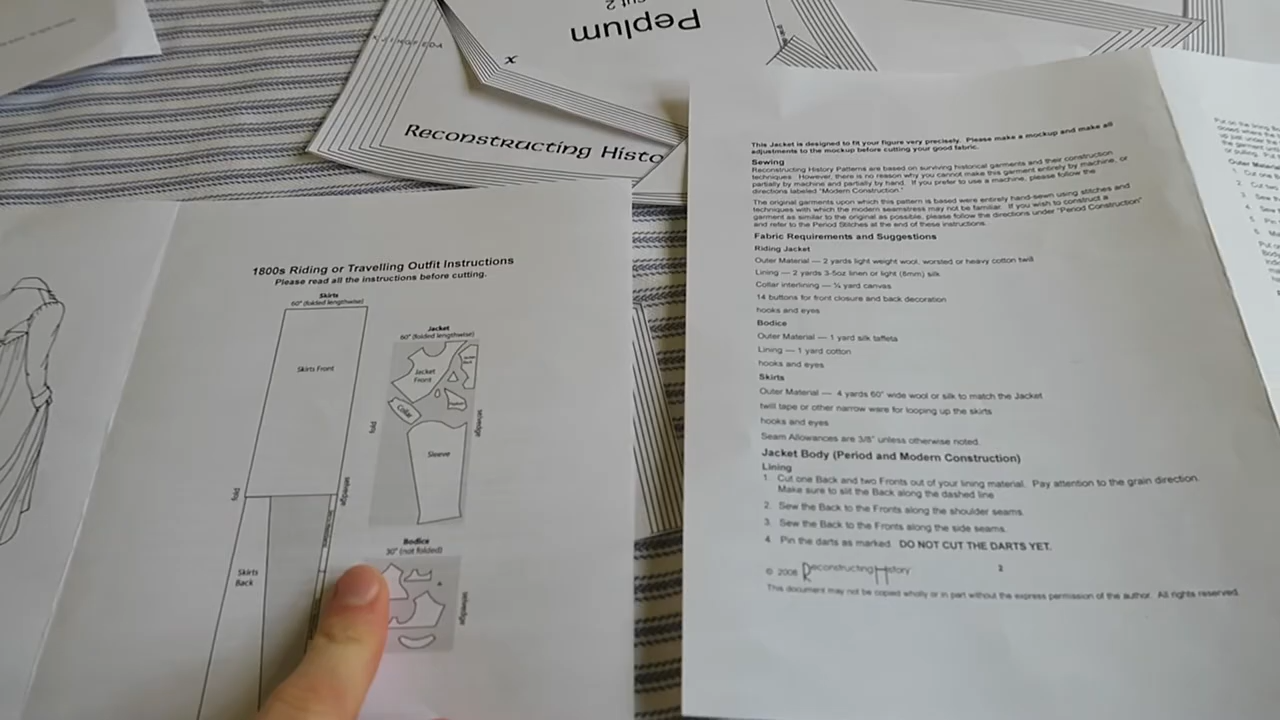 cut 2
Peplum
x
Reconstructing Histo
1800s Riding or Travelling Outfit Instructions
Please read all the instructions before cutting.
Skirts
60" (folded lengthwise)
Skirts Front
fold
selvedge
Skirts
Back
Jacket
60" (folded lengthwise)
Jacket
Front
Collar
Sleeve
fold
selvedge
Bodice
30" (not folded)
selvedge
This Jacket is designed to fit your figure very precisely. Please make a mockup and make all
adjustments to the mockup before cutting your good fabric.
Sewing
Reconstructing History Patterns are based on surviving historical garments and their construction
techniques. However, there is no reason why you cannot make this garment entirely by machine, or
partially by machine and partially by hand. If you prefer to use a machine, please follow the
directions labeled "Modern Construction."
The original garments upon which this pattern is based were entirely hand-sewn using stitches and
techniques with which the modern seamstress may not be familiar. If you wish to construct a
garment as similar to the original as possible, please follow the directions under "Period Construction"
and refer to the Period Stitches at the end of these instructions.
Fabric Requirements and Suggestions
Riding Jacket
Outer Material — 2 yards light weight wool, worsted or heavy cotton twill
Lining — 2 yards 3-5oz linen or light (8mm) silk
Collar interlining — ¼ yard canvas
14 buttons for front closure and back decoration
hooks and eyes
Bodice
Outer Material — 1 yard silk taffeta
Lining — 1 yard cotton
hooks and eyes
Skirts
Outer Material — 4 yards 60" wide wool or silk to match the Jacket
twill tape or other narrow ware for looping up the skirts
hooks and eyes
Seam Allowances are 3/8" unless otherwise noted.
Jacket Body (Period and Modern Construction)
Lining
1. Cut one Back and two Fronts out of your lining material. Pay attention to the grain direction.
Make sure to slit the Back along the dashed line
2. Sew the Back to the Fronts along the shoulder seams.
3. Sew the Back to the Fronts along the side seams.
4. Pin the darts as marked. DO NOT CUT THE DARTS YET.
© 2008 Reconstructing History
2
This document may not be copied wholly or in part without the express permission of the author. All rights reserved.